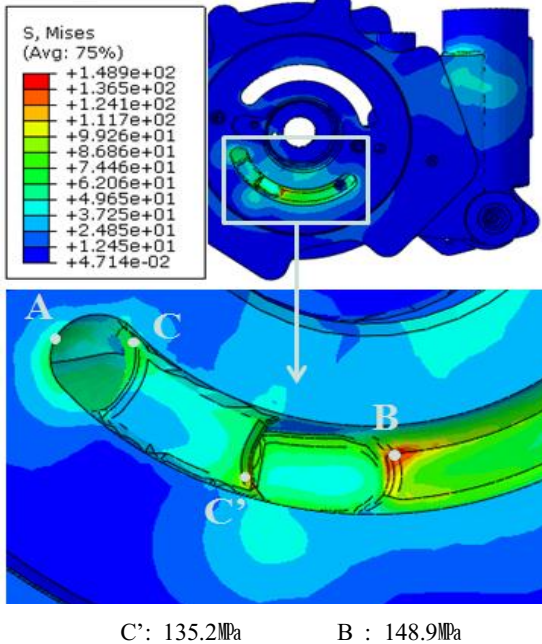 S, Mises
(Avg: 75%)
+1.489e+02
+1.365e+02
+1.241e+02
+1.117e+02
+9.926e+01
+8.686e+01
+7.446e+01
+6.206e+01
+4.965e+01
+3.725e+01
+2.485e+01
+1.245e+01
+4.714e-02
A
C
B
C’
C’: 135.2㎫ B : 148.9㎫